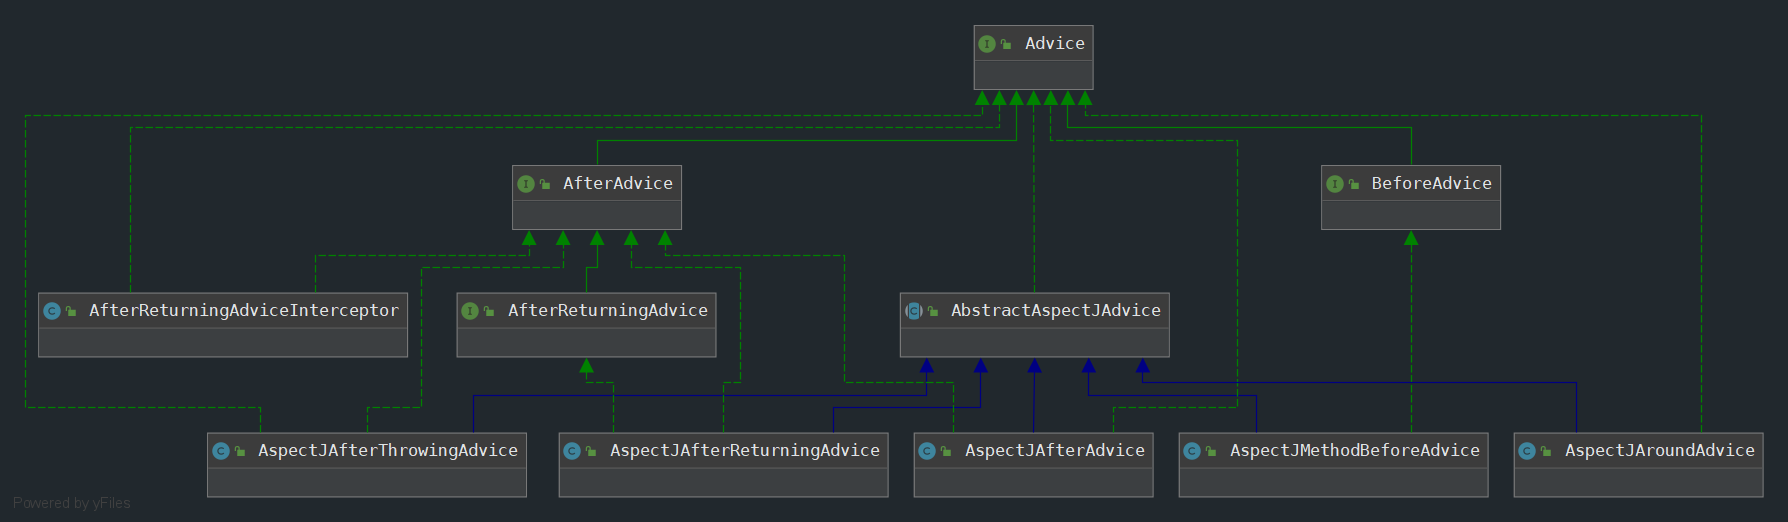 Advice
AfterAdvice
BeforeAdvice
AfterReturningAdviceInterceptor
AfterReturningAdvice
AbstractAspectJAdvice
AspectJAfterThrowingAdvice
AspectJAfterReturningAdvice
AspectJAfterAdvice
AspectJMethodBeforeAdvice
AspectJAroundAdvice
Powered by yFiles